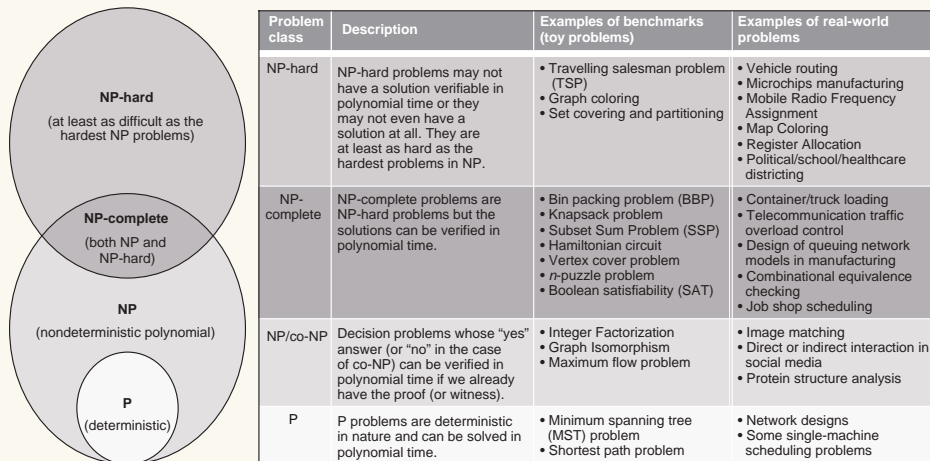 NP-hard
(at least as difficult as the
hardest NP problems)
NP-complete
(both NP and
NP-hard)
NP
(nondeterministic polynomial)
P
(deterministic)
Problem
class
Description
Examples of benchmarks
(toy problems)
Examples of real-world
problems
NP-hard
NP-hard problems may not
have a solution verifiable in
polynomial time or they
may not even have a
solution at all. They are
at least as hard as the
hardest problems in NP.
• Travelling salesman problem
(TSP)
• Graph coloring
• Set covering and partitioning
• Vehicle routing
• Microchips manufacturing
• Mobile Radio Frequency
Assignment
• Map Coloring
• Register Allocation
• Political/school/healthcare
districting
NP-
complete
NP-complete problems are
NP-hard problems but the
solutions can be verified in
polynomial time.
• Bin packing problem (BBP)
• Knapsack problem
• Subset Sum Problem (SSP)
• Hamiltonian circuit
• Vertex cover problem
• n-puzzle problem
• Boolean satisfiability (SAT)
• Container/truck loading
• Telecommunication traffic
overload control
• Design of queuing network
models in manufacturing
• Combinational equivalence
checking
• Job shop scheduling
NP/co-NP
Decision problems whose “yes”
answer (or “no” in the case
of co-NP) can be verified in
polynomial time if we already
have the proof (or witness).
• Integer Factorization
• Graph Isomorphism
• Maximum flow problem
• Image matching
• Direct or indirect interaction in
social media
• Protein structure analysis
P
P problems are deterministic
in nature and can be solved in
polynomial time.
• Minimum spanning tree
(MST) problem
• Shortest path problem
• Network designs
• Some single-machine
scheduling problems